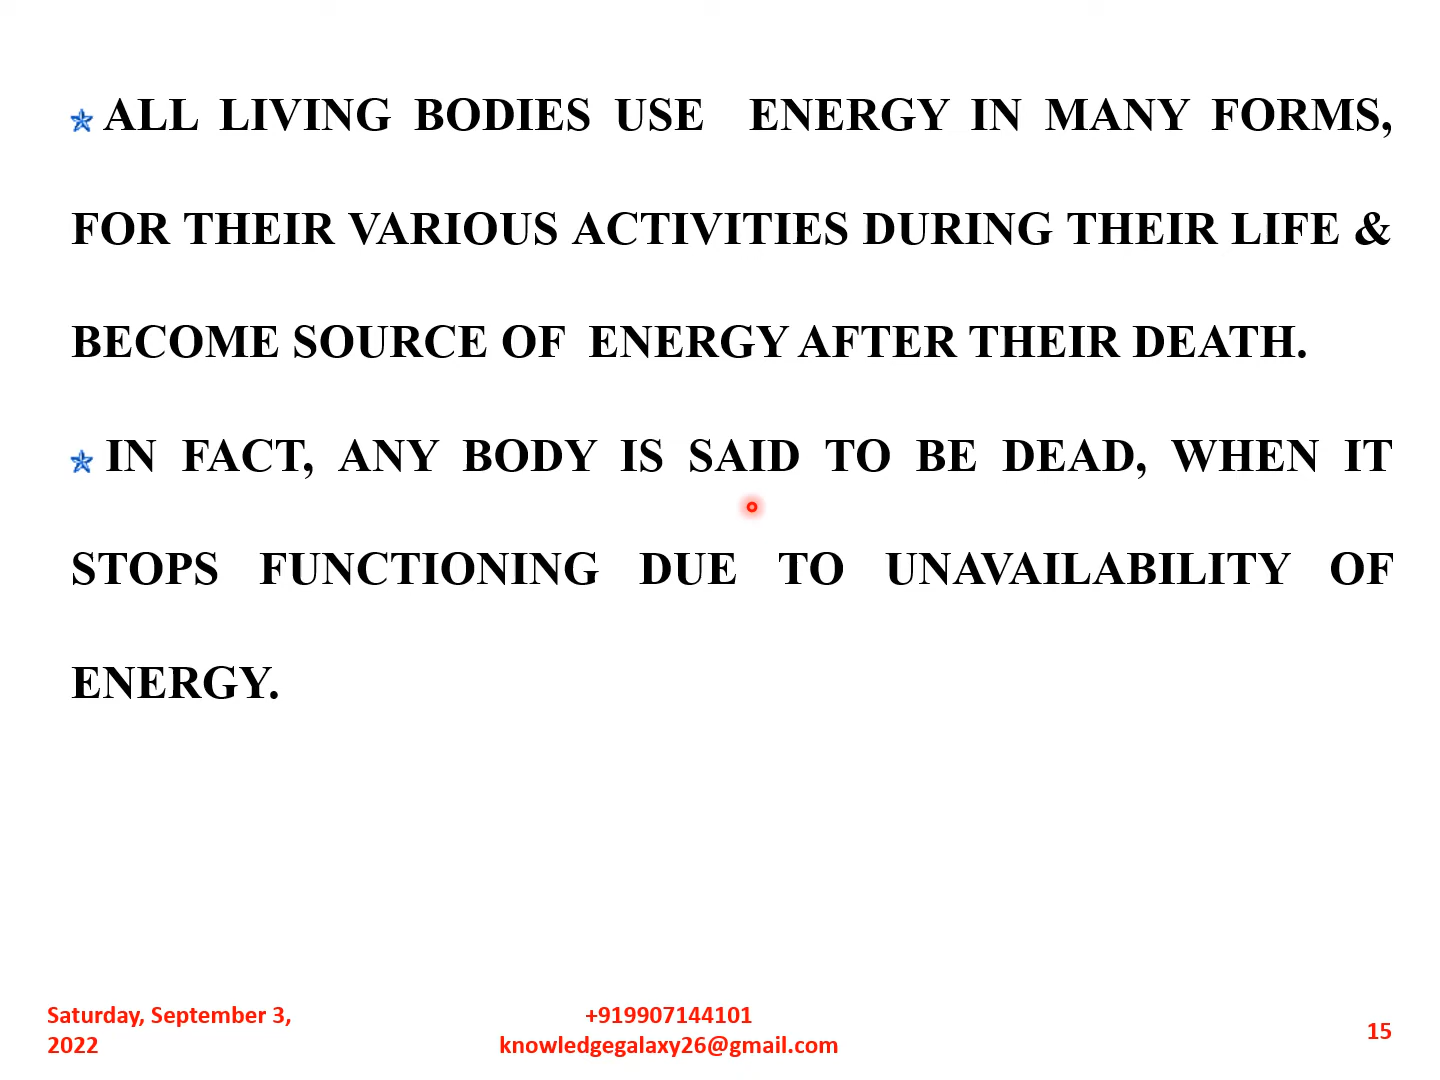 ALL LIVING BODIES USE ENERGY IN MANY FORMS,
FOR THEIR VARIOUS ACTIVITIES DURING THEIR LIFE &
BECOME SOURCE OF ENERGY AFTER THEIR DEATH.
IN FACT, ANY BODY IS SAID TO BE DEAD, WHEN IT
STOPS FUNCTIONING DUE TO UNAVAILABILITY OF
ENERGY.
Saturday, September 3,
2022
+919907144101
knowledgegalaxy26@gmail.com
15